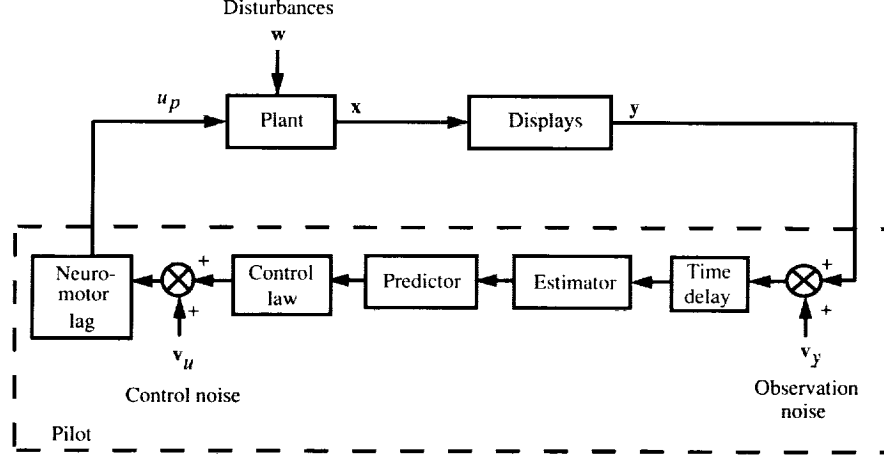 Disturbances
w
u_p
Plant
x
Displays
y
Neuro-
motor
lag
+
+
Control
law
Predictor
Estimator
Time
delay
+
+
v_u
Control noise
v_y
Observation
noise
Pilot